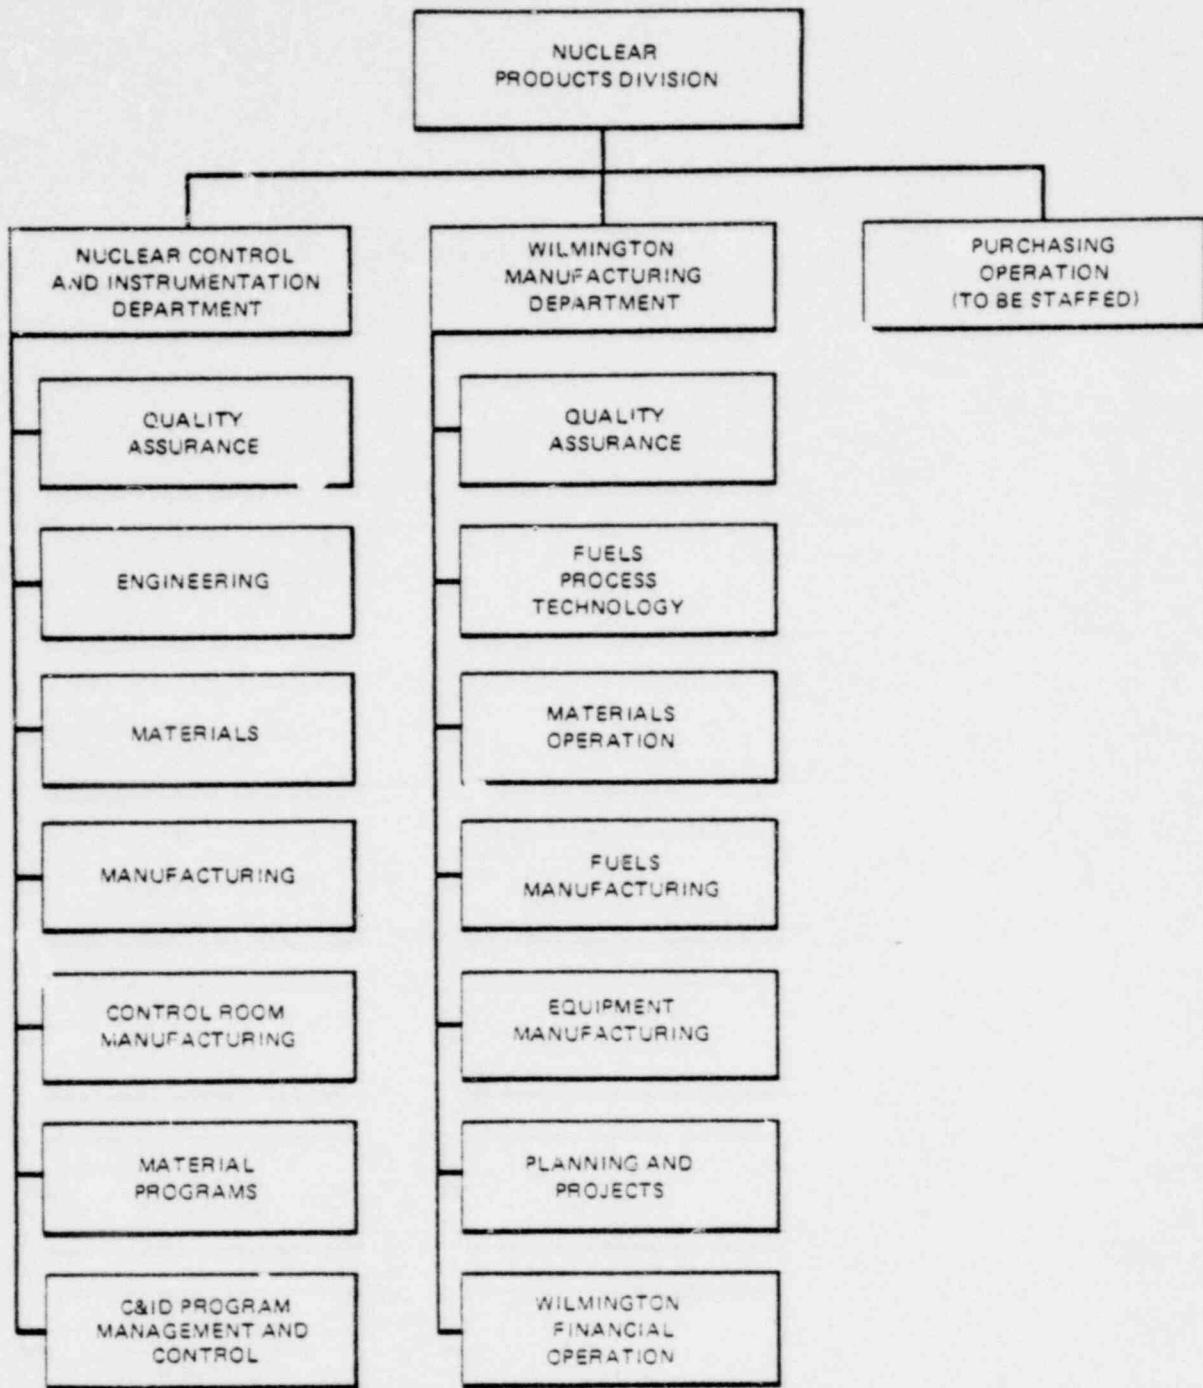 NUCLEAR
PRODUCTS DIVISION
NUCLEAR CONTROL
AND INSTRUMENTATION
DEPARTMENT
QUALITY
ASSURANCE
ENGINEERING
MATERIALS
MANUFACTURING
CONTROL ROOM
MANUFACTURING
MATERIAL
PROGRAMS
C&ID PROGRAM
MANAGEMENT AND
CONTROL
WILMINGTON
MANUFACTURING
DEPARTMENT
QUALITY
ASSURANCE
FUELS
PROCESS
TECHNOLOGY
MATERIALS
OPERATION
FUELS
MANUFACTURING
EQUIPMENT
MANUFACTURING
PLANNING AND
PROJECTS
WILMINGTON
FINANCIAL
OPERATION
PURCHASING
OPERATION
(TO BE STAFFED)